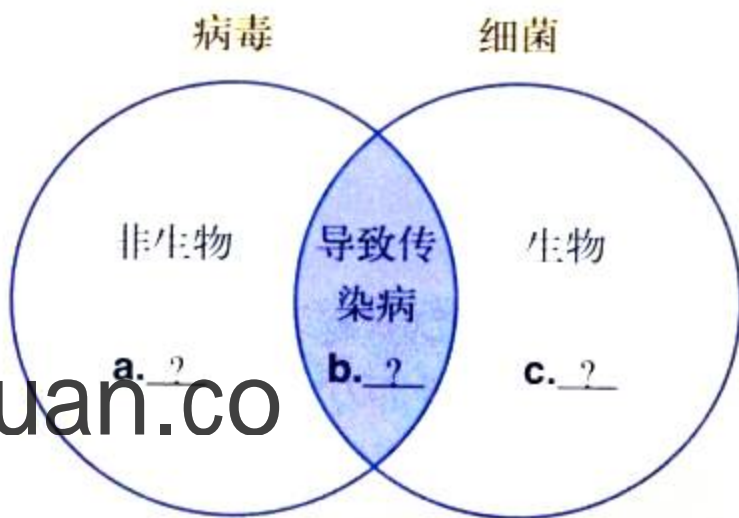 病毒 细菌
非生物 导致传染病 生物
a. ? b. ? c. ?
uan.co